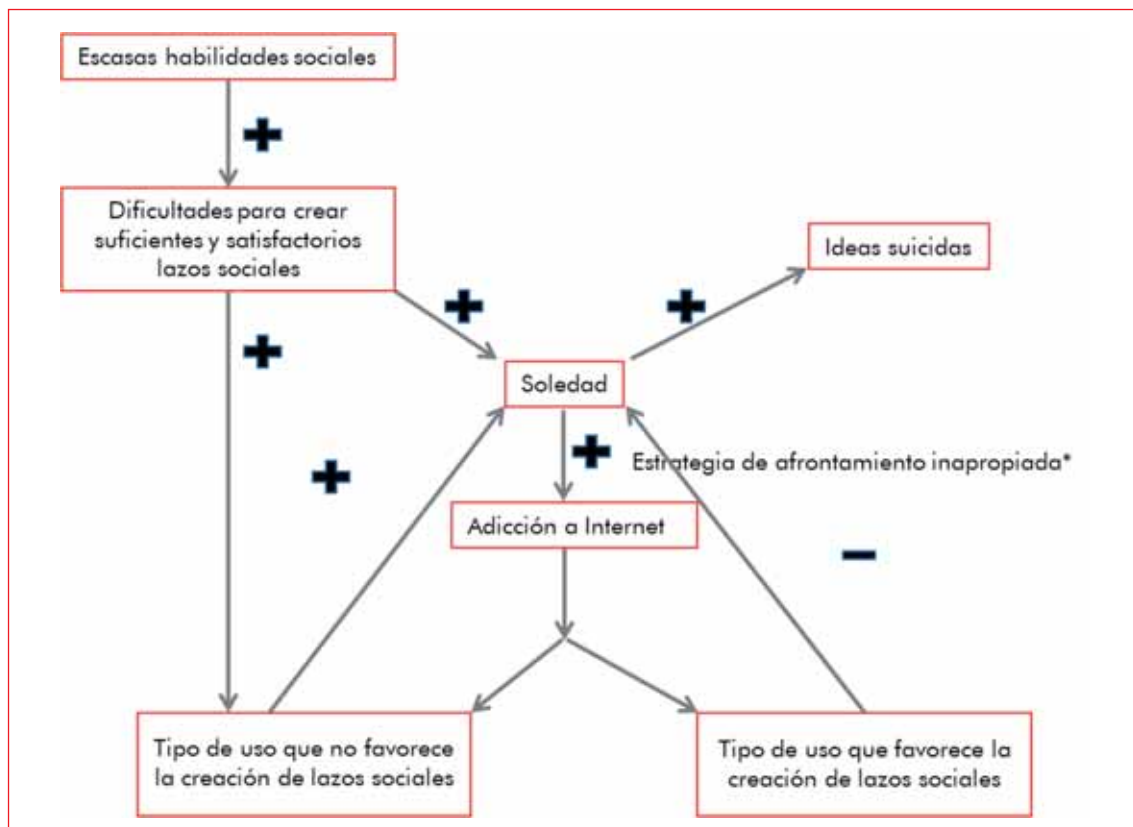 Escasas habilidades sociales
Dificultades para crear
suficientes y satisfactorios
lazos sociales
Ideas suicidas
Soledad
Estrategia de afrontamiento inapropiada*
Adicción a Internet
Tipo de uso que no favorece
la creación de lazos sociales
Tipo de uso que favorece la
creación de lazos sociales